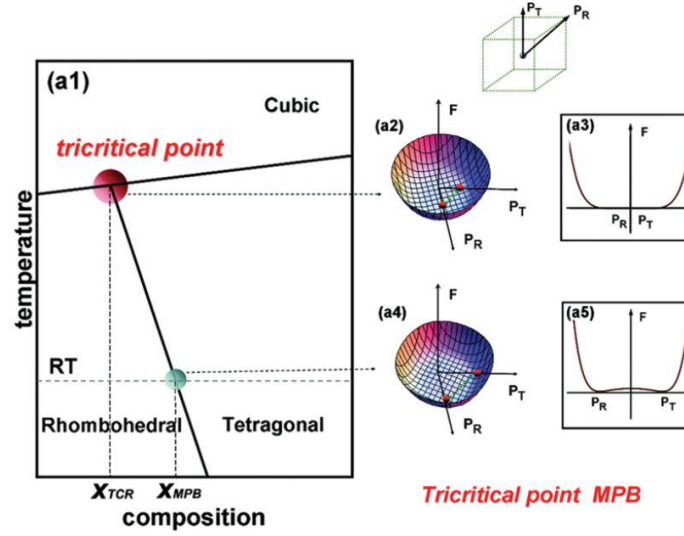 P_T
P_R
(a1)
Cubic
tricritical point
temperature
RT
Rhombohedral
Tetragonal
X_TCR
X_MPB
composition
(a2)
F
P_T
P_R
(a3)
F
P_R P_T
(a4)
F
P_T
P_R
(a5)
F
P_R P_T
Tricritical point MPB